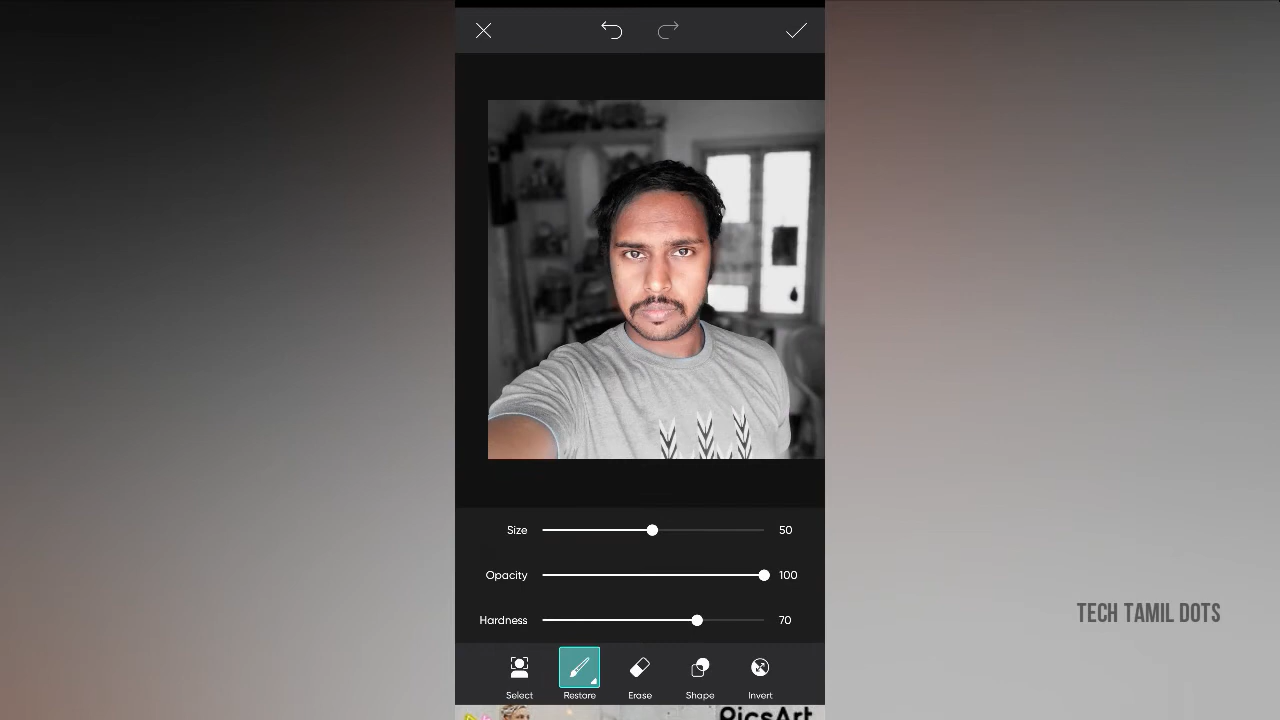 Size 50
Opacity 100
Hardness 70
TECH TAMIL DOTS
Select Restore Erase Shape Invert
PicsArt